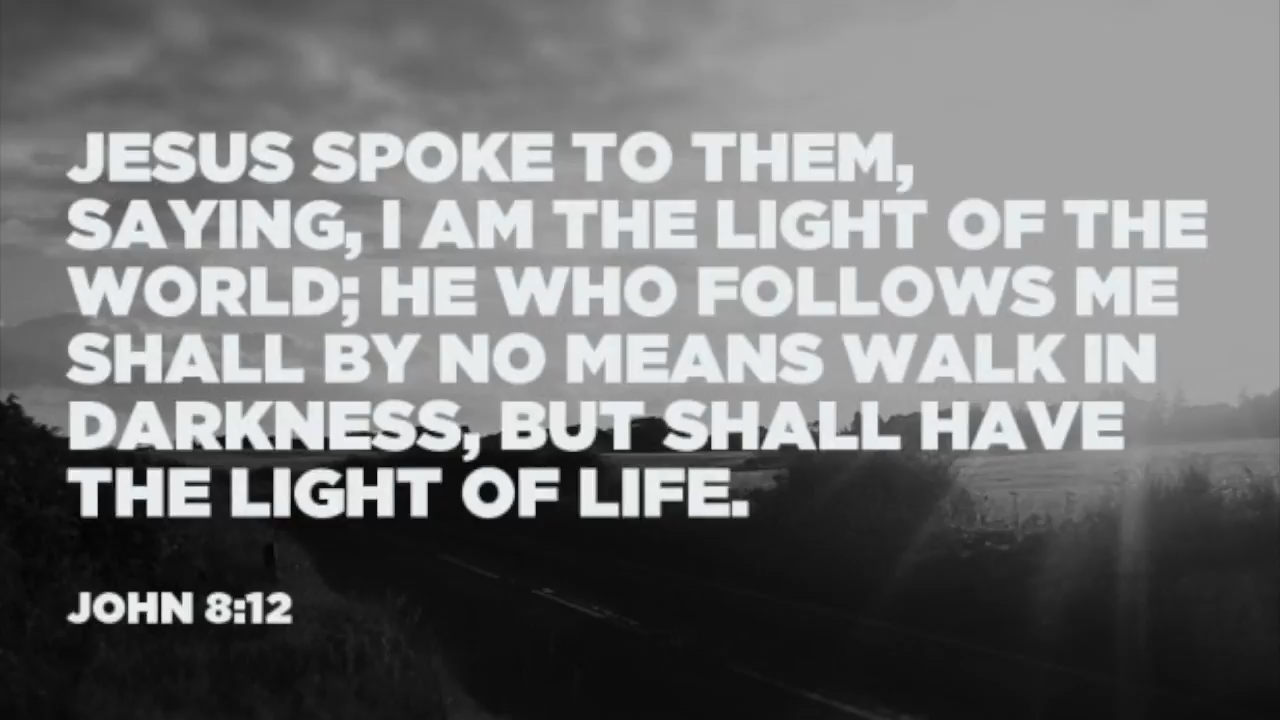 JESUS SPOKE TO THEM,
SAYING, I AM THE LIGHT OF THE
WORLD; HE WHO FOLLOWS ME
SHALL BY NO MEANS WALK IN
DARKNESS, BUT SHALL HAVE
THE LIGHT OF LIFE.
JOHN 8:12